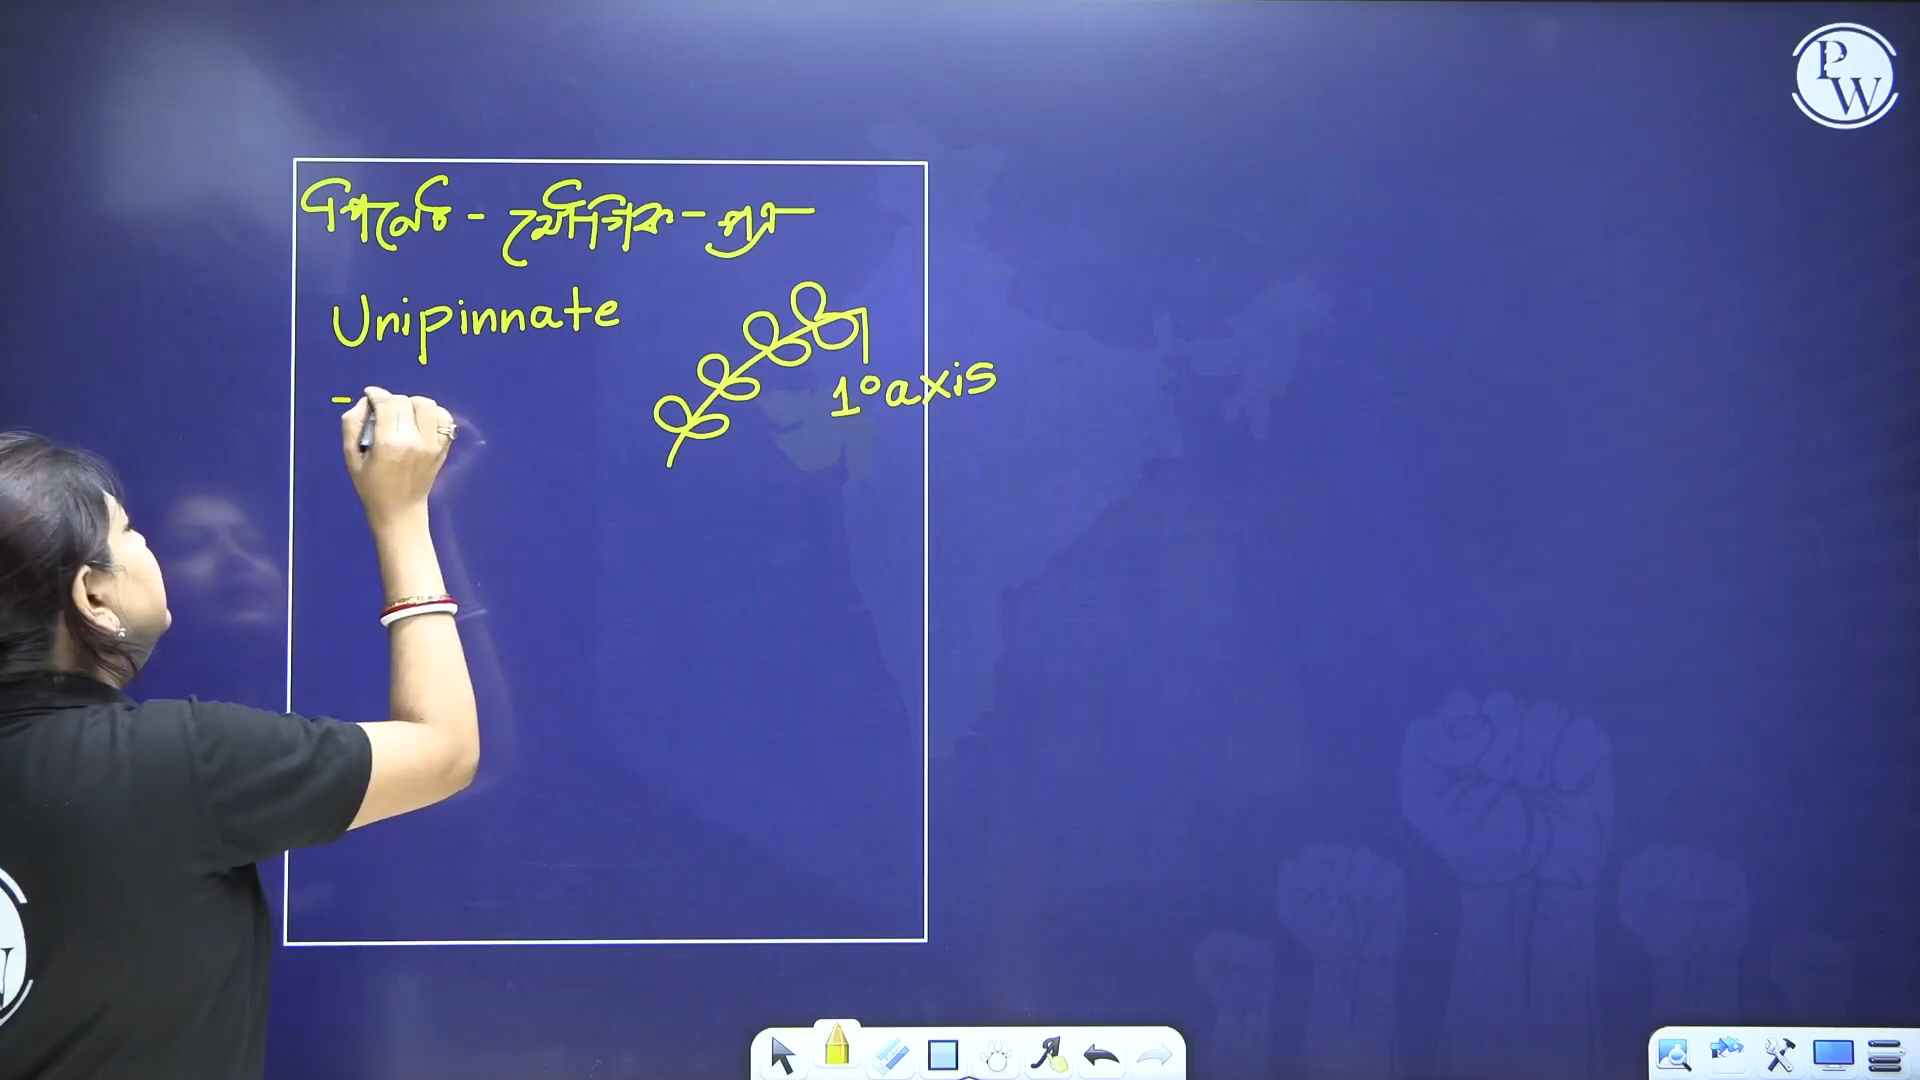 PW
পিনেট - যৌগিক - পত্র
Unipinnate
1° axis
-
W